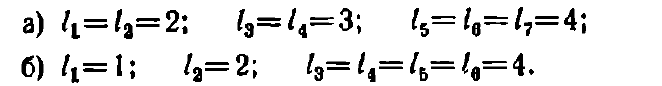 а) l₁=l₂=2; l₃=l₄=3; l₅=l₆=l₇=4;
б) l₁=1; l₂=2; l₃=l₄=l₅=l₆=4.